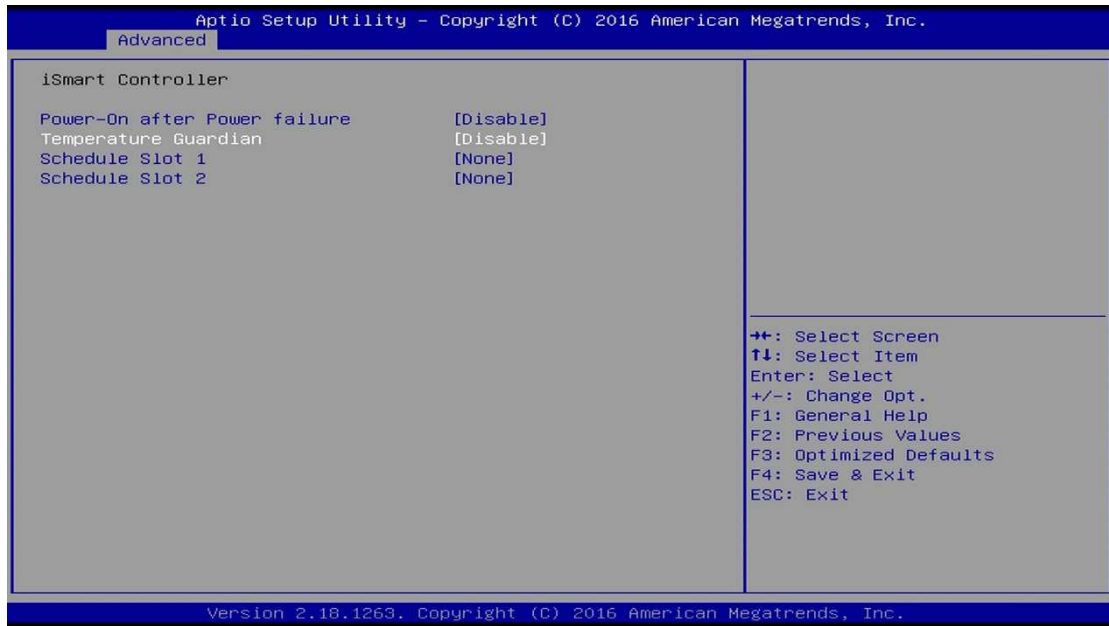 Aptio Setup Utility – Copyright (C) 2016 American Megatrends, Inc.
Advanced
iSmart Controller
Power-On after Power failure [Disable]
Temperature Guardian [Disable]
Schedule Slot 1 [None]
Schedule Slot 2 [None]
→←: Select Screen
↑↓: Select Item
Enter: Select
+/-: Change Opt.
F1: General Help
F2: Previous Values
F3: Optimized Defaults
F4: Save & Exit
ESC: Exit
Version 2.18.1263. Copyright (C) 2016 American Megatrends, Inc.